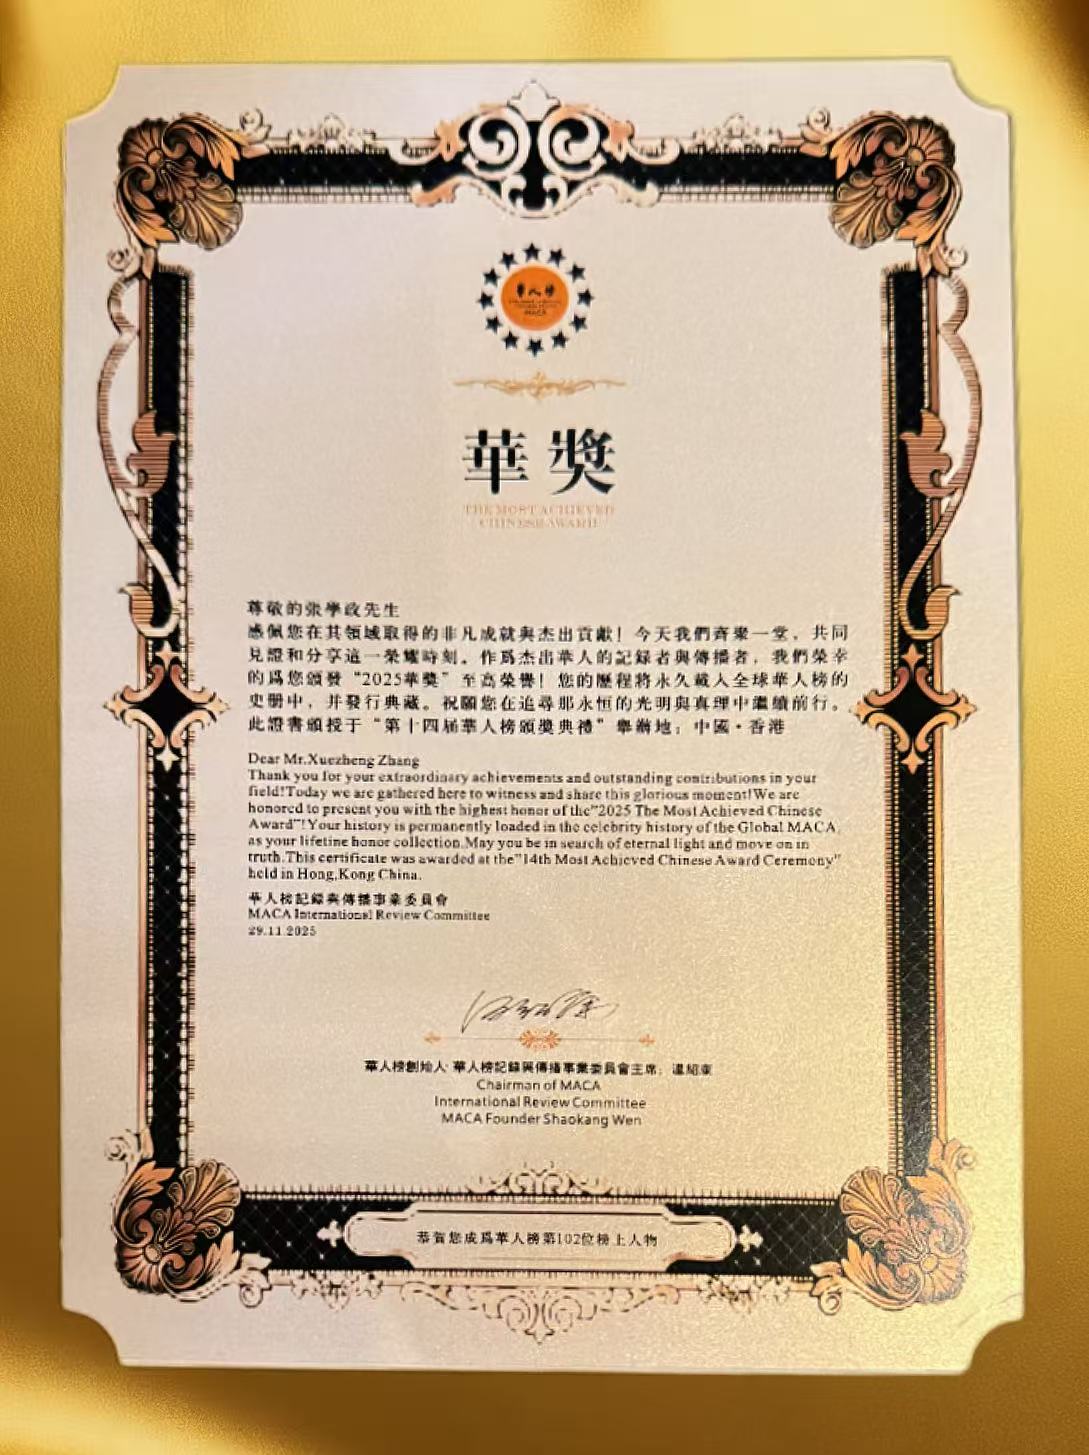 華人榜
MACA
華獎
THE MOST ACHIEVED
CHINESE AWARD
尊敬的張學政先生
感佩您在其領域取得的非凡成就與杰出貢獻！今天我們齊聚一堂，共同
見證和分享這一榮耀時刻。作爲杰出華人的記錄者與傳播者，我們榮幸
的爲您頒發“2025華獎”至高榮譽！您的歷程將永久載入全球華人榜的
史册中，并發行典藏。祝願您在追尋那永恒的光明與真理中繼續前行。
此證書頒授于“第十四届華人榜頒獎典禮”舉辦地：中國·香港
Dear Mr.Xuezheng Zhang
Thank you for your extraordinary achievements and outstanding contributions in your
field!Today we are gathered here to witness and share this glorious moment!We are
honored to present you with the highest honor of the"2025 The Most Achieved Chinese
Award"!Your history is permanently loaded in the celebrity history of the Global MACA,
as your lifetime honor collection.May you be in search of eternal light and move on in
truth.This certificate was awarded at the"14th Most Achieved Chinese Award Ceremony"
held in Hong,Kong China.
華人榜記錄與傳播事業委員會
MACA International Review Committee
29.11.2025
華人榜創始人·華人榜記錄與傳播事業委員會主席：
Chairman of MACA
International Review Committee
MACA Founder Shaokang Wen
恭賀您成爲華人榜第102位榜上人物